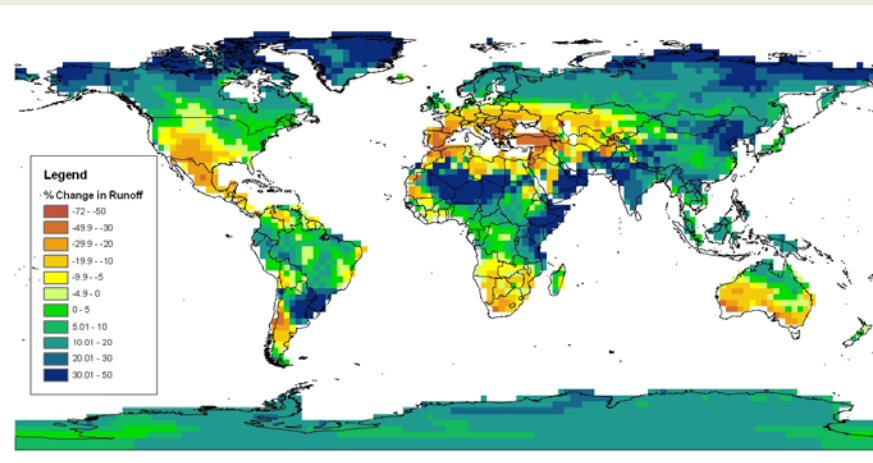 Legend
% Change in Runoff
-72 - -50
-49.9 - -30
-29.9 - -20
-19.9 - -10
-9.9 - -5
-4.9 - 0
0 - 5
5.01 - 10
10.01 - 20
20.01 - 30
30.01 - 50